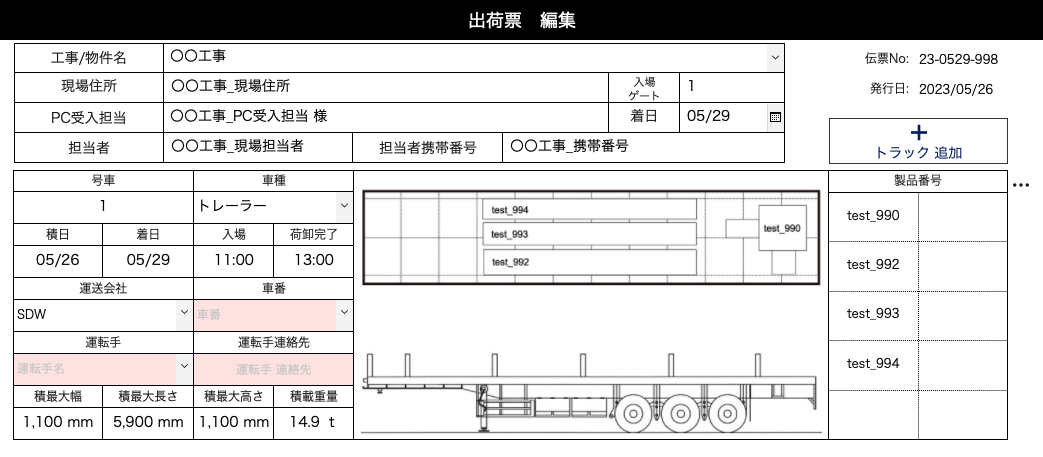 出荷票　編集
工事/物件名 〇〇工事
現場住所 〇〇工事_現場住所 入場ゲート 1
PC受入担当 〇〇工事_PC受入担当 様 着日 05/29
担当者 〇〇工事_現場担当者 担当者携帯番号 〇〇工事_携帯番号
伝票No: 23-0529-998
発行日: 2023/05/26
+
トラック 追加
号車 車種
1 トレーラー
積日 着日 入場 荷卸完了
05/26 05/29 11:00 13:00
運送会社 車番
SDW 車番
運転手 運転手連絡先
運転手名 運転手 連絡先
積最大幅 積最大長さ 積最大高さ 積載重量
1,100 mm 5,900 mm 1,100 mm 14.9 t
test_994
test_993
test_992
test_990
製品番号 …
test_990
test_992
test_993
test_994